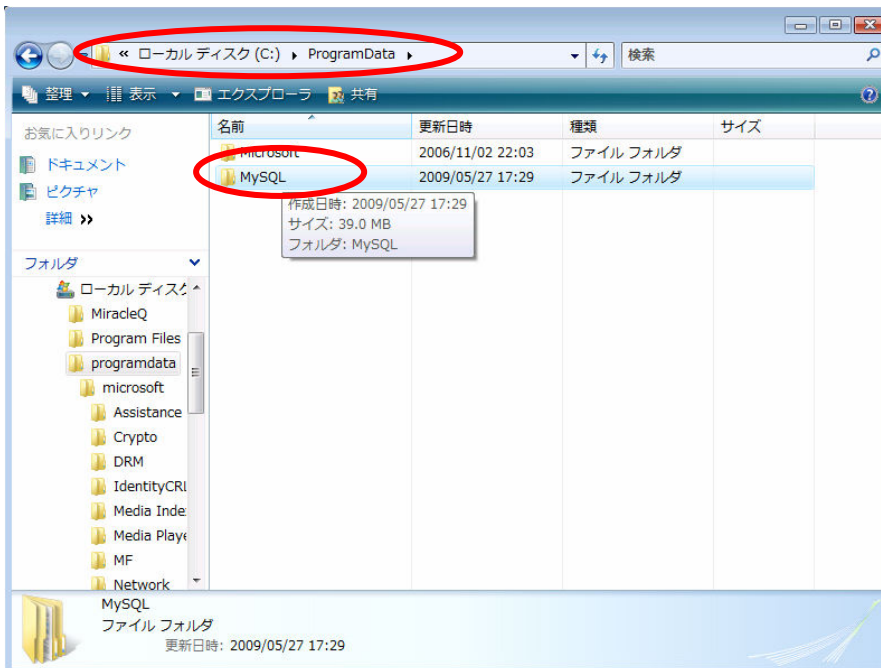 « ローカル ディスク (C:) ▸ ProgramData ▸ 検索
整理 ▼ 表示 ▼ エクスプローラ 共有
お気に入りリンク
ドキュメント
ピクチャ
詳細 »
フォルダ
ローカル ディスク
MiracleQ
Program Files
programdata
microsoft
Assistance
Crypto
DRM
IdentityCRL
Media Inde
Media Playe
MF
Network
名前 更新日時 種類 サイズ
Microsoft 2006/11/02 22:03 ファイル フォルダ
MySQL 2009/05/27 17:29 ファイル フォルダ
作成日時: 2009/05/27 17:29
サイズ: 39.0 MB
フォルダ: MySQL
MySQL
ファイル フォルダ
更新日時: 2009/05/27 17:29